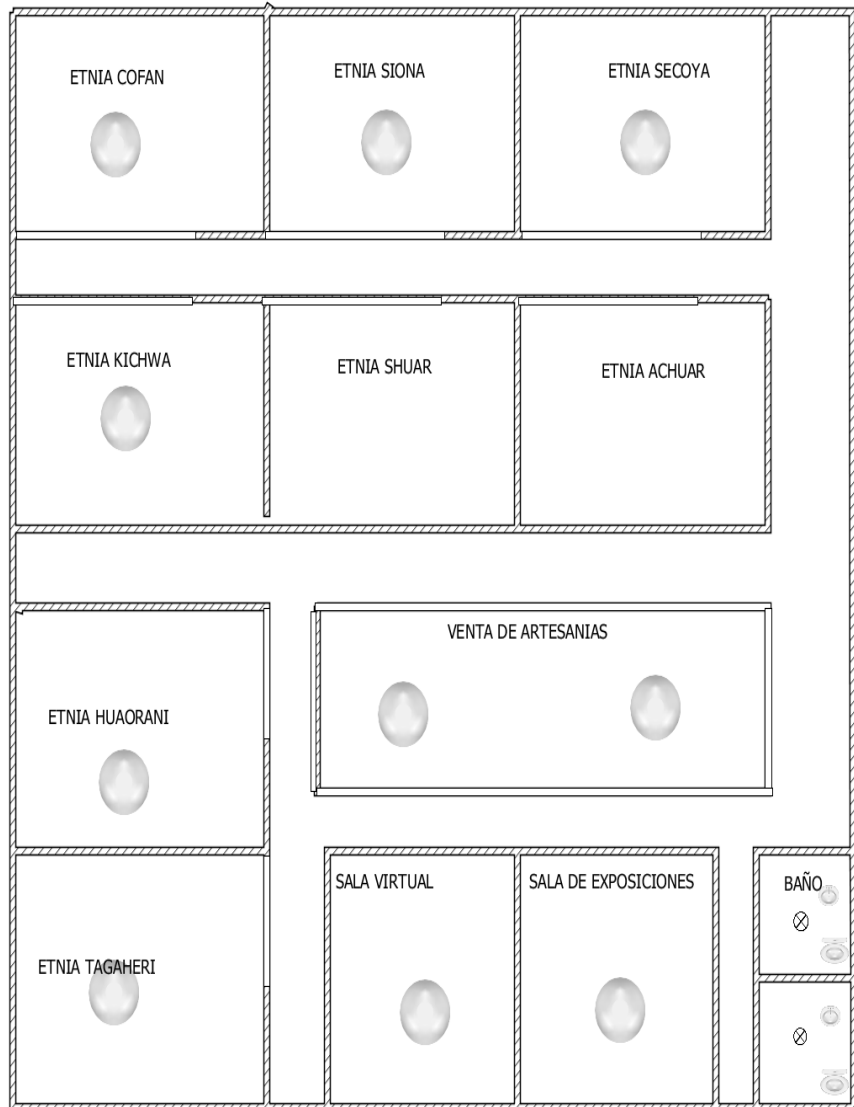 ETNIA COFAN
ETNIA SIONA
ETNIA SECOYA
ETNIA KICHWA
ETNIA SHUAR
ETNIA ACHUAR
VENTA DE ARTESANIAS
ETNIA HUAORANI
SALA VIRTUAL
SALA DE EXPOSICIONES
BAÑO
ETNIA TAGAHERI